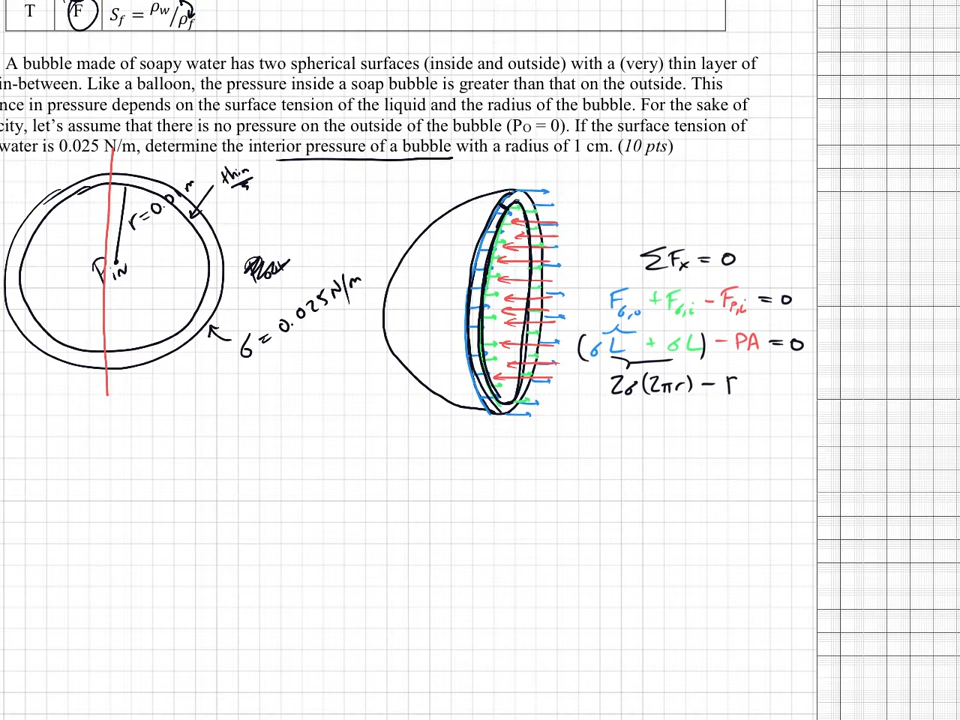 T F S_f = ρ_w/ρ_f
A bubble made of soapy water has two spherical surfaces (inside and outside) with a (very) thin layer of
in-between. Like a balloon, the pressure inside a soap bubble is greater than that on the outside. This
nce in pressure depends on the surface tension of the liquid and the radius of the bubble. For the sake of
city, let's assume that there is no pressure on the outside of the bubble (P_O = 0). If the surface tension of
water is 0.025 N/m, determine the interior pressure of a bubble with a radius of 1 cm. (10 pts)
thin
r=0.01m
P_IN
σ = 0.025 N/m
ΣF_x = 0
F_σ,o + F_σ,i - F_P,i = 0
(σL + σL) - PA = 0
2σ(2πr) -